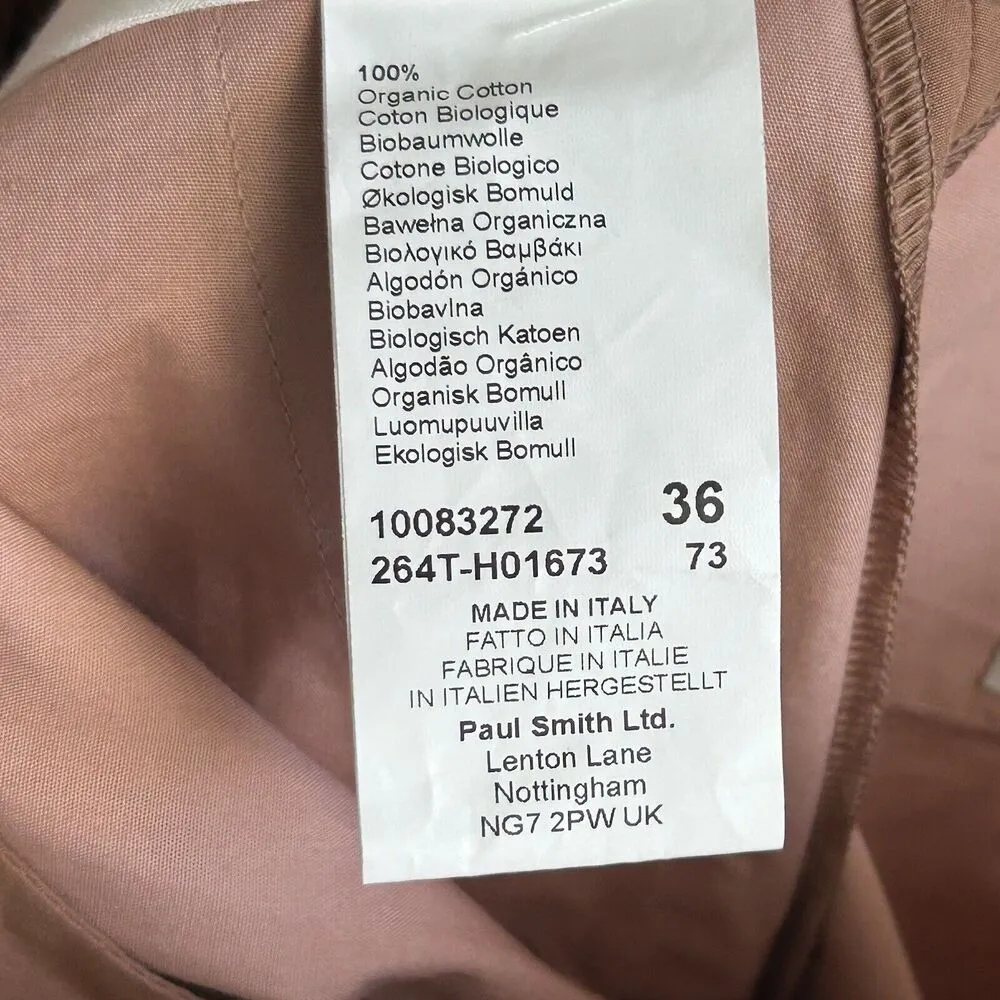 100%
Organic Cotton
Coton Biologique
Biobaumwolle
Cotone Biologico
Økologisk Bomuld
Bawełna Organiczna
Βιολογικό Βαμβάκι
Algodón Orgánico
Biobavlna
Biologisch Katoen
Algodão Orgânico
Organisk Bomull
Luomupuuvilla
Ekologisk Bomull
10083272 36
264T-H01673 73
MADE IN ITALY
FATTO IN ITALIA
FABRIQUE IN ITALIE
IN ITALIEN HERGESTELLT
Paul Smith Ltd.
Lenton Lane
Nottingham
NG7 2PW UK